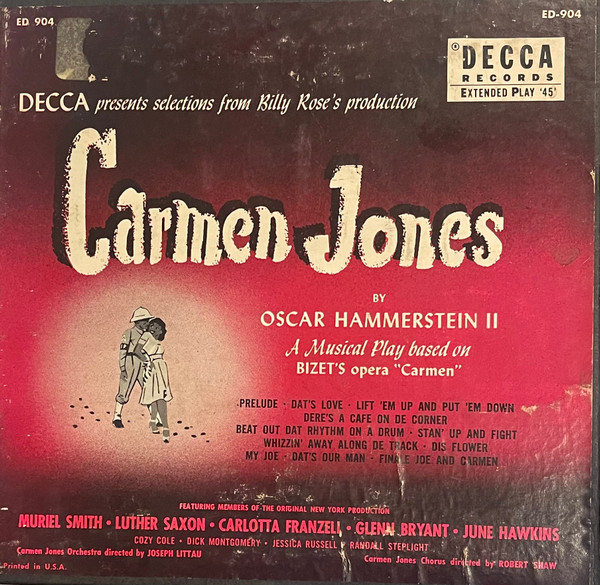 ED 904
ED-904
® DECCA
RECORDS
EXTENDED PLAY '45'
DECCA presents selections from Billy Rose's production
Carmen Jones
BY
OSCAR HAMMERSTEIN II
A Musical Play based on
BIZET'S opera "Carmen"
PRELUDE · DAT'S LOVE · LIFT 'EM UP AND PUT 'EM DOWN
DERE'S A CAFE ON DE CORNER
BEAT OUT DAT RHYTHM ON A DRUM · STAN' UP AND FIGHT
WHIZZIN' AWAY ALONG DE TRACK · DIS FLOWER
MY JOE · DAT'S OUR MAN · FINALE JOE AND CARMEN
FEATURING MEMBERS OF THE ORIGINAL NEW YORK PRODUCTION
MURIEL SMITH · LUTHER SAXON · CARLOTTA FRANZELL · GLENN BRYANT · JUNE HAWKINS
COZY COLE · DICK MONTGOMERY · JESSICA RUSSELL · RANDALL STEPLIGHT
Carmen Jones Orchestra directed by JOSEPH LITTAU
Carmen Jones Chorus directed by ROBERT SHAW
Printed in U.S.A.